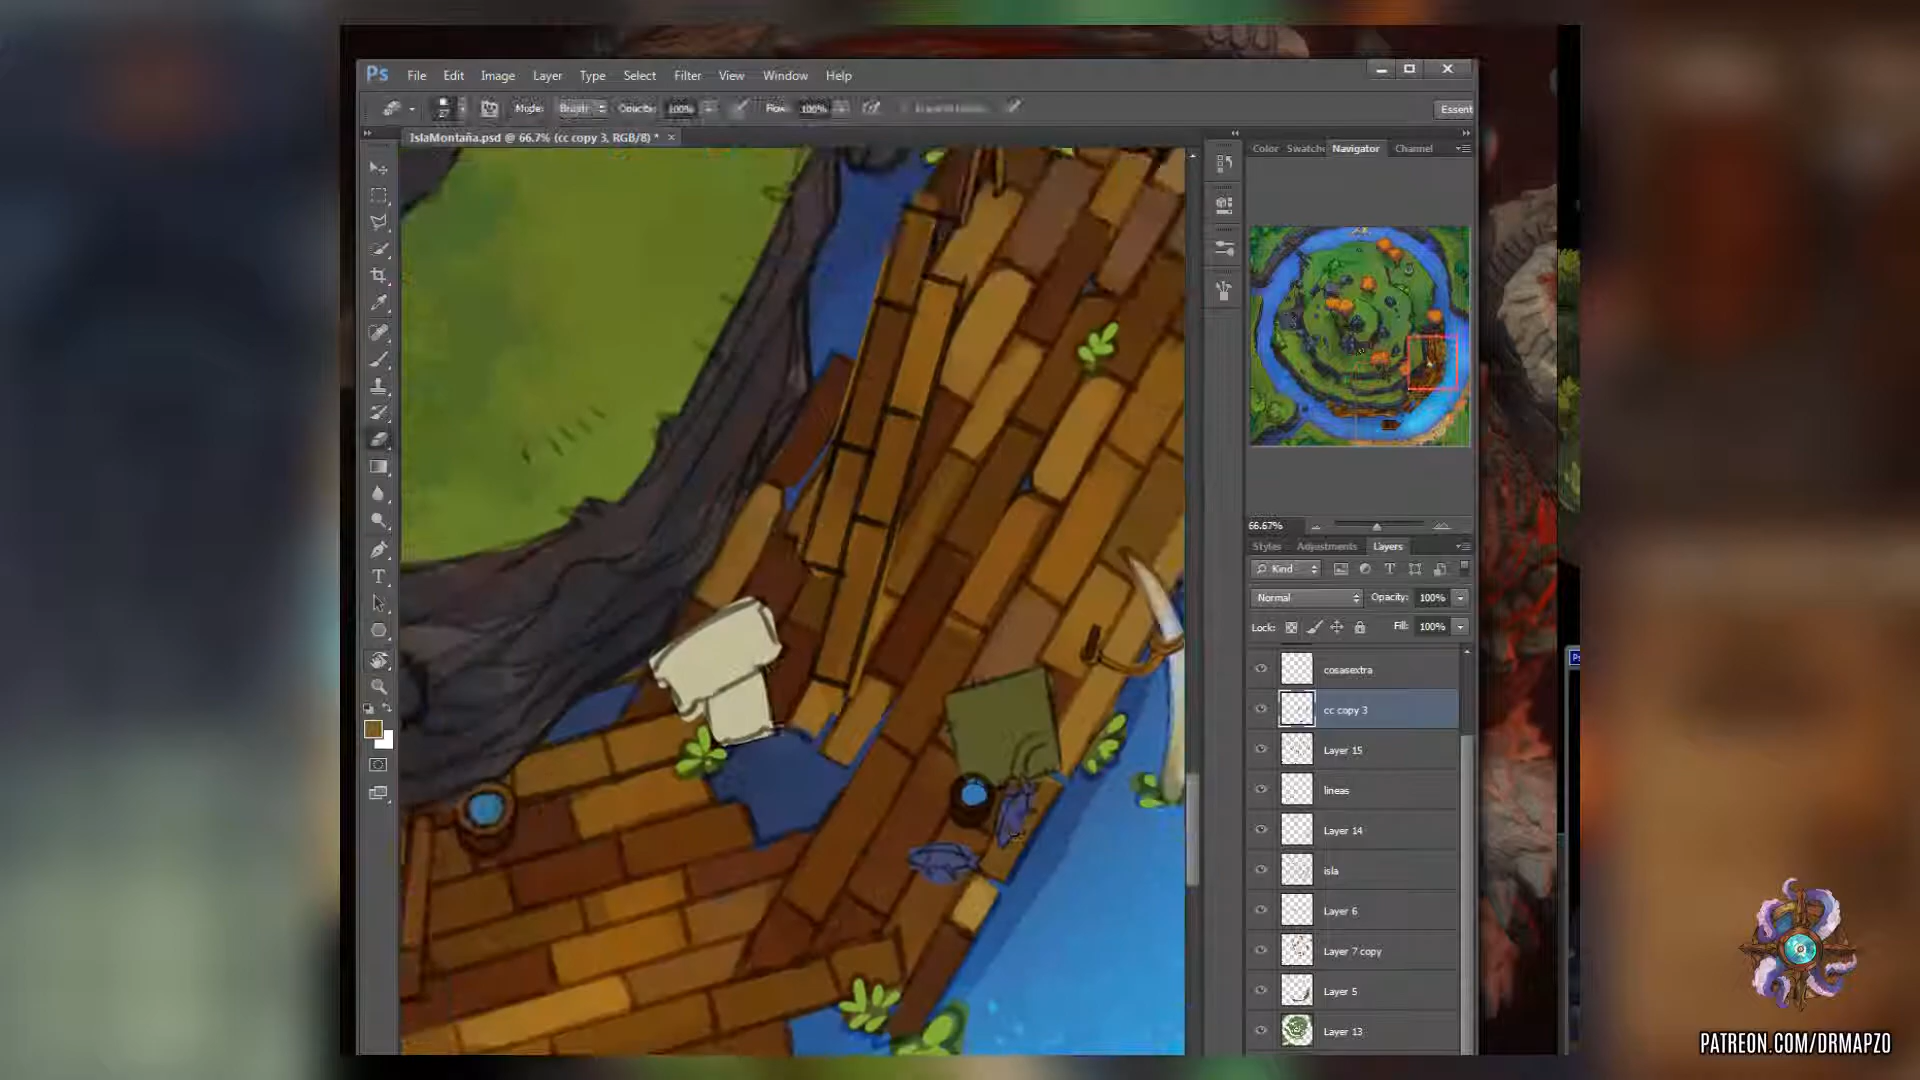 Ps File Edit Image Layer Type Select Filter View Window Help
Mode: Brush Opacity: 100% Flow: 100%
Essent
IslaMontaña.psd @ 66.7% (cc copy 3, RGB/8) * ×
Color Swatche Navigator Channel
66.67%
Styles Adjustments Layers
Kind
Normal Opacity: 100%
Lock: Fill: 100%
cosasextra
cc copy 3
Layer 15
lineas
Layer 14
isla
Layer 6
Layer 7 copy
Layer 5
Layer 13
PATREON.COM/DRMAPZO